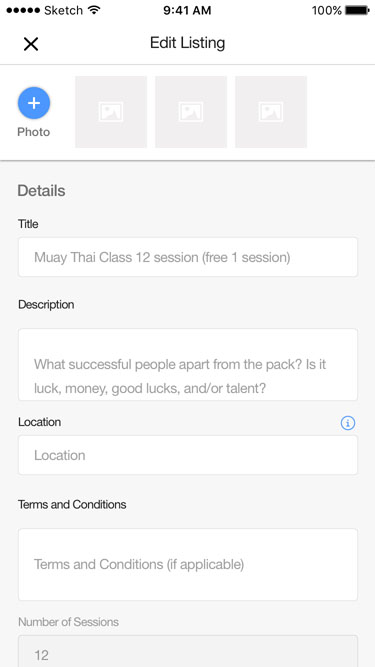 Sketch 9:41 AM 100%
Edit Listing
Photo
Details
Title
Muay Thai Class 12 session (free 1 session)
Description
What successful people apart from the pack? Is it
luck, money, good lucks, and/or talent?
Location
Location
Terms and Conditions
Terms and Conditions (if applicable)
Number of Sessions
12